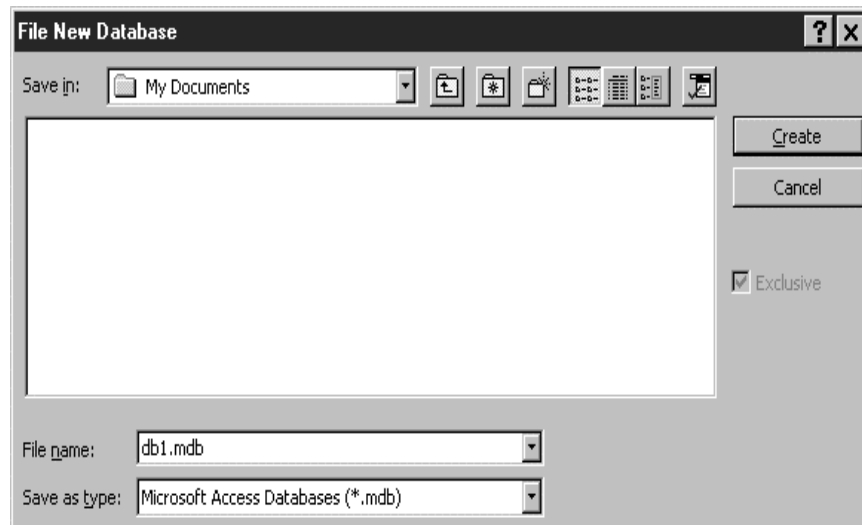 File New Database
Save in: My Documents
Create
Cancel
Exclusive
File name: db1.mdb
Save as type: Microsoft Access Databases (*.mdb)